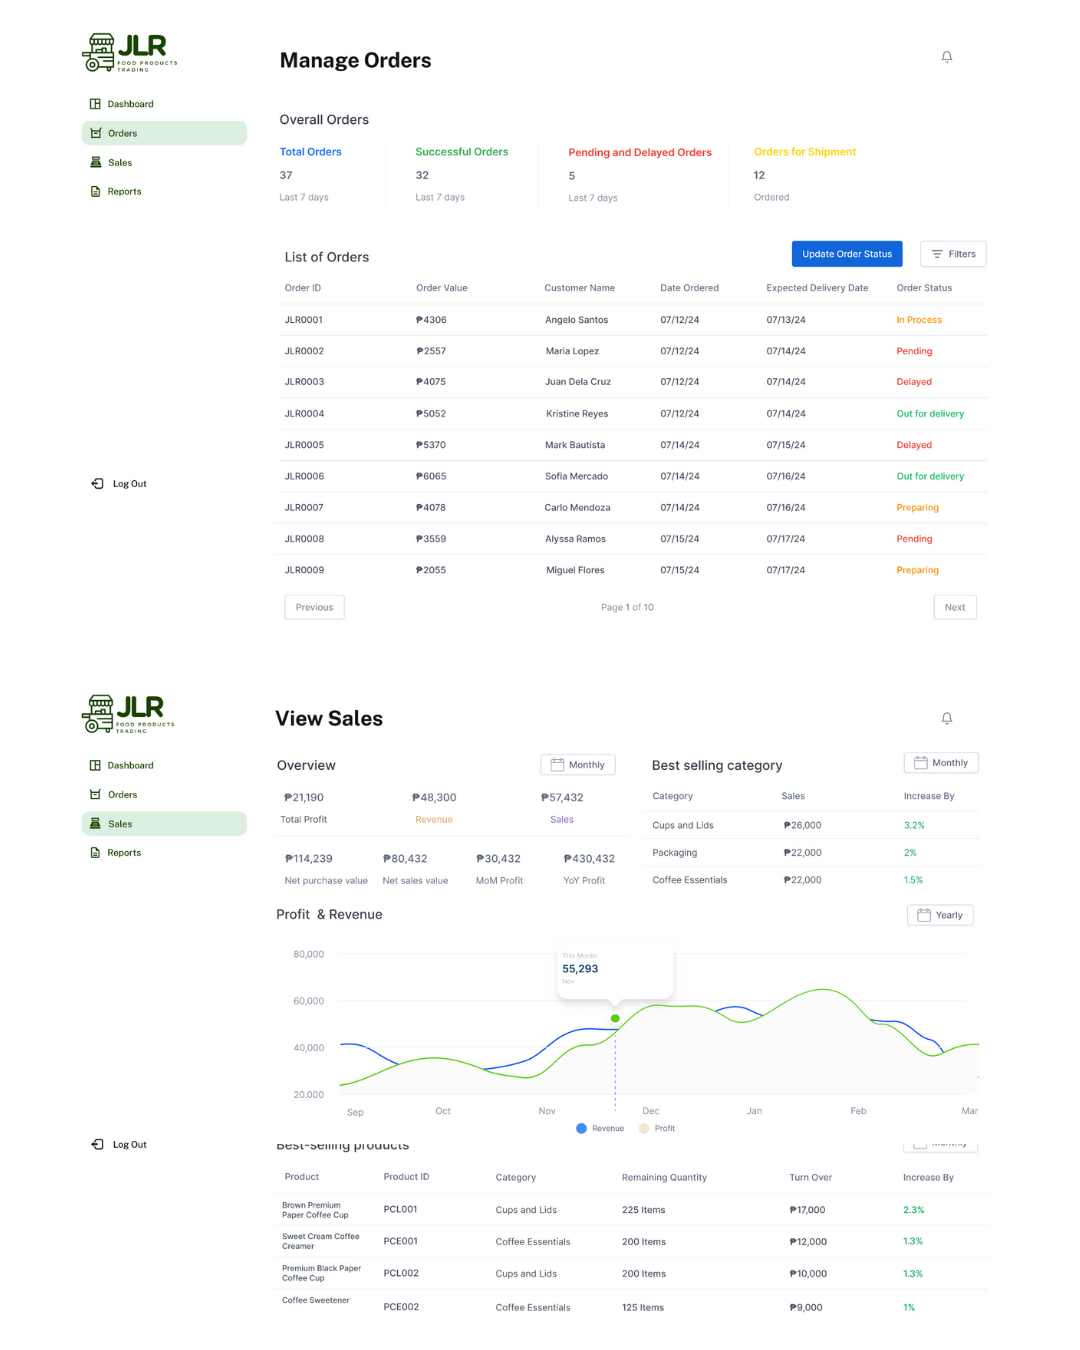 JLR
FOOD PRODUCTS
TRADING
Manage Orders
Dashboard
Orders
Sales
Reports
Log Out
Overall Orders
Total Orders Successful Orders Pending and Delayed Orders Orders for Shipment
37 32 5 12
Last 7 days Last 7 days Last 7 days Ordered
List of Orders Update Order Status Filters
Order ID Order Value Customer Name Date Ordered Expected Delivery Date Order Status
JLR0001 ₱4306 Angelo Santos 07/12/24 07/13/24 In Process
JLR0002 ₱2557 Maria Lopez 07/12/24 07/14/24 Pending
JLR0003 ₱4075 Juan Dela Cruz 07/12/24 07/14/24 Delayed
JLR0004 ₱5052 Kristine Reyes 07/12/24 07/14/24 Out for delivery
JLR0005 ₱5370 Mark Bautista 07/14/24 07/15/24 Delayed
JLR0006 ₱6065 Sofia Mercado 07/14/24 07/16/24 Out for delivery
JLR0007 ₱4078 Carlo Mendoza 07/14/24 07/16/24 Preparing
JLR0008 ₱3559 Alyssa Ramos 07/15/24 07/17/24 Pending
JLR0009 ₱2055 Miguel Flores 07/15/24 07/17/24 Preparing
Previous Page 1 of 10 Next
JLR
FOOD PRODUCTS
TRADING
View Sales
Dashboard
Orders
Sales
Reports
Log Out
Overview Monthly
₱21,190 ₱48,300 ₱57,432
Total Profit Revenue Sales
₱114,239 ₱80,432 ₱30,432 ₱430,432
Net purchase value Net sales value MoM Profit YoY Profit
Best selling category Monthly
Category Sales Increase By
Cups and Lids ₱26,000 3.2%
Packaging ₱22,000 2%
Coffee Essentials ₱22,000 1.5%
Profit & Revenue Yearly
80,000
60,000
40,000
20.000
This Month
55,293
Nov
Sep Oct Nov Dec Jan Feb Mar
Revenue Profit
Best-selling products Monthly
Product Product ID Category Remaining Quantity Turn Over Increase By
Brown Premium
Paper Coffee Cup PCL001 Cups and Lids 225 Items ₱17,000 2.3%
Sweet Cream Coffee
Creamer PCE001 Coffee Essentials 200 Items ₱12,000 1.3%
Premium Black Paper
Coffee Cup PCL002 Cups and Lids 200 Items ₱10,000 1.3%
Coffee Sweetener PCE002 Coffee Essentials 125 Items ₱9,000 1%